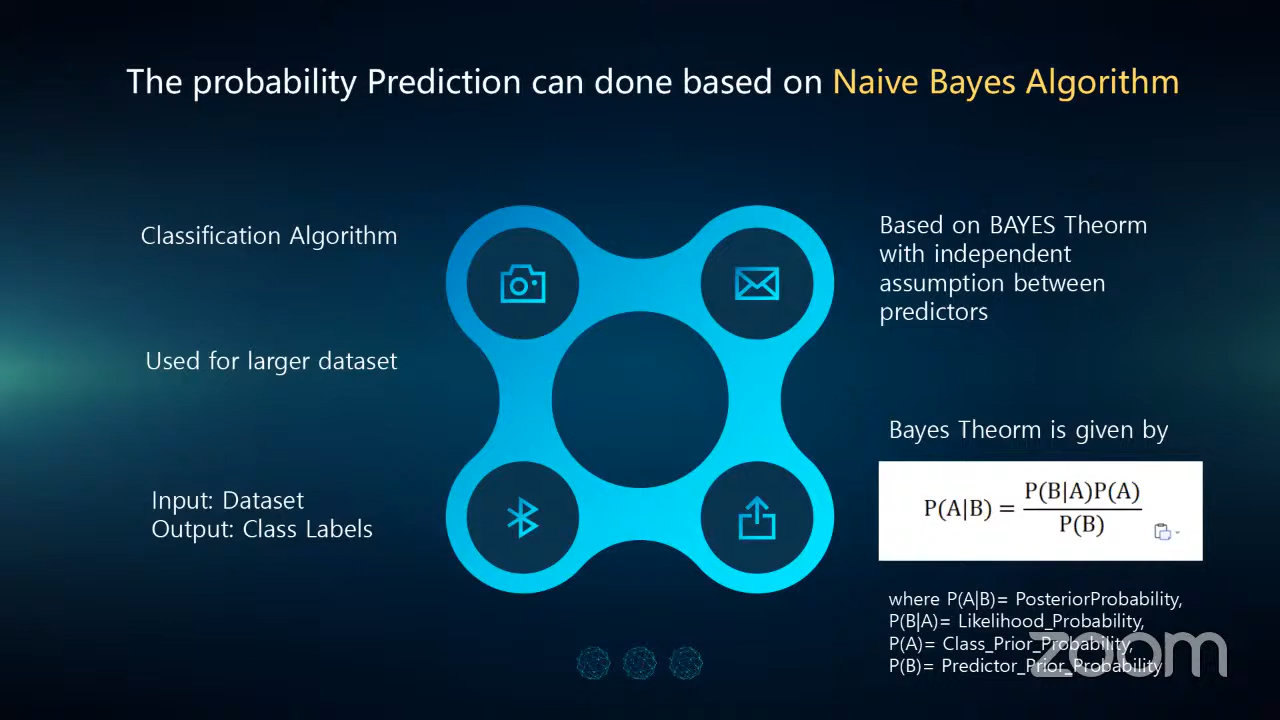 The probability Prediction can done based on Naive Bayes Algorithm
Classification Algorithm
Used for larger dataset
Input: Dataset
Output: Class Labels
Based on BAYES Theorm
with independent
assumption between
predictors
Bayes Theorm is given by
P(A|B) = P(B|A)P(A)
P(B)
where P(A|B)= PosteriorProbability,
P(B|A)= Likelihood_Probability,
P(A)= Class_Prior_Probability,
P(B)= Predictor_Prior_Probability
zoom